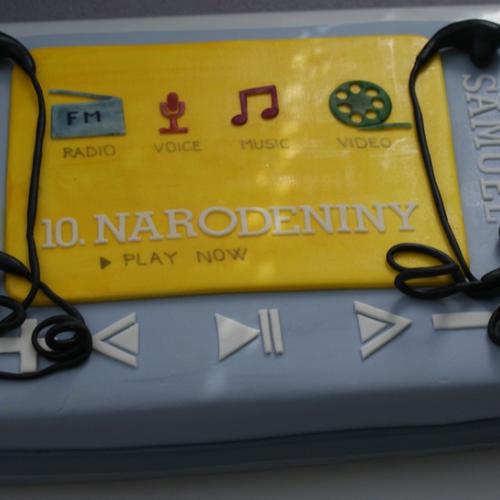 FM
RADIO VOICE MUSIC VIDEO
10. NARODENINY
PLAY NOW
SAMUEL